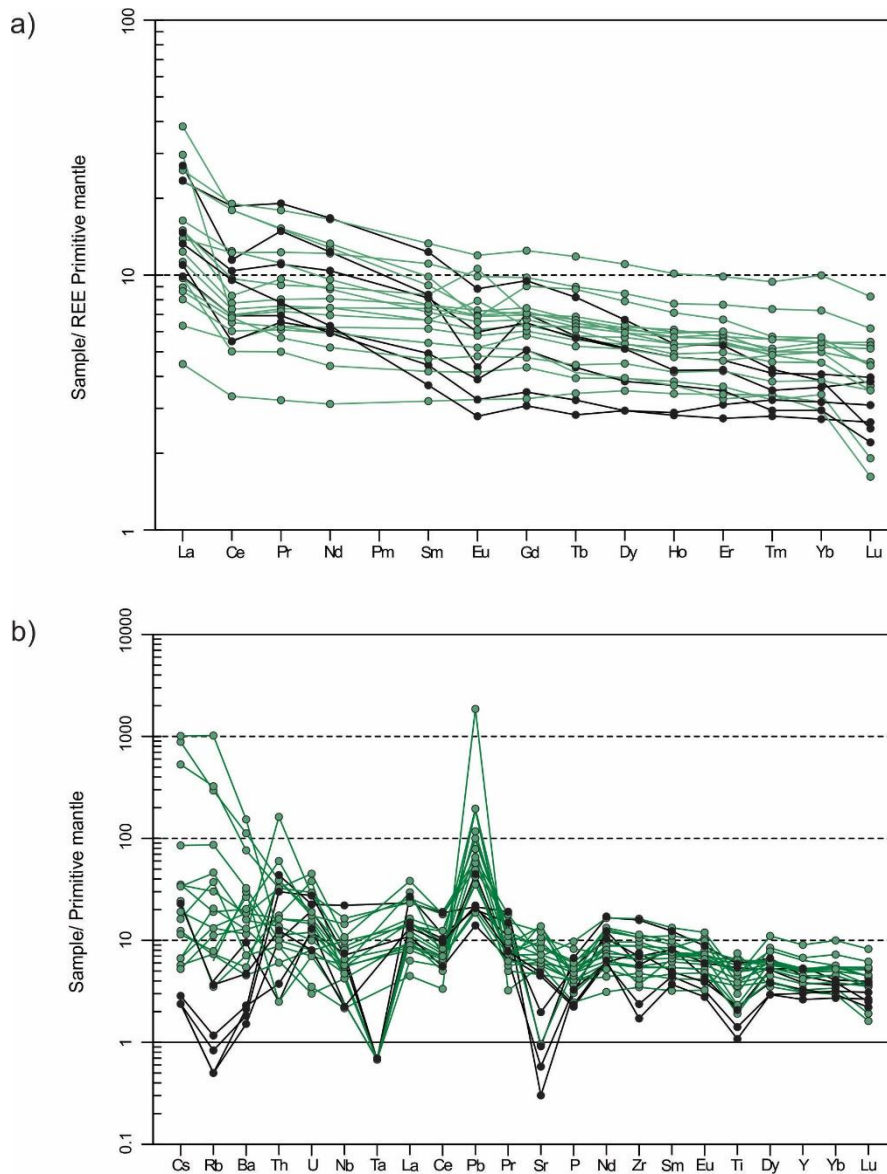 a)
100
10
1
Sample/ REE Primitive mantle
La Ce Pr Nd Pm Sm Eu Gd Tb Dy Ho Er Tm Yb Lu
b)
10000
1000
100
10
1
0.1
Sample/ Primitive mantle
Cs Rb Ba Th U Nb Ta La Ce Pb Pr Sr P Nd Zr Sm Eu Ti Dy Y Yb Lu